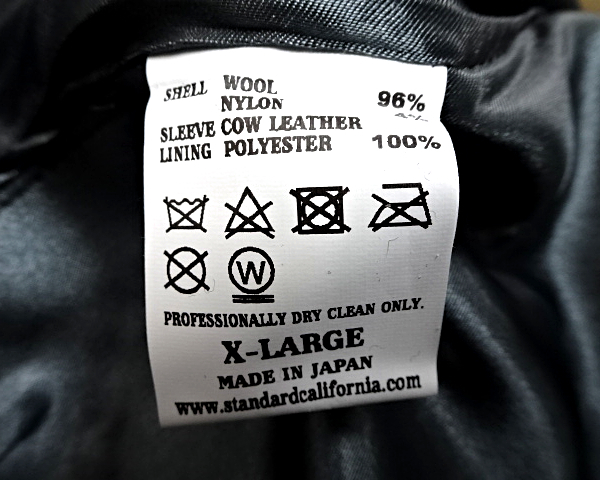 SHELL WOOL 96%
NYLON
SLEEVE COW LEATHER
LINING POLYESTER 100%
W
PROFESSIONALLY DRY CLEAN ONLY.
X-LARGE
MADE IN JAPAN
www.standardcalifornia.com